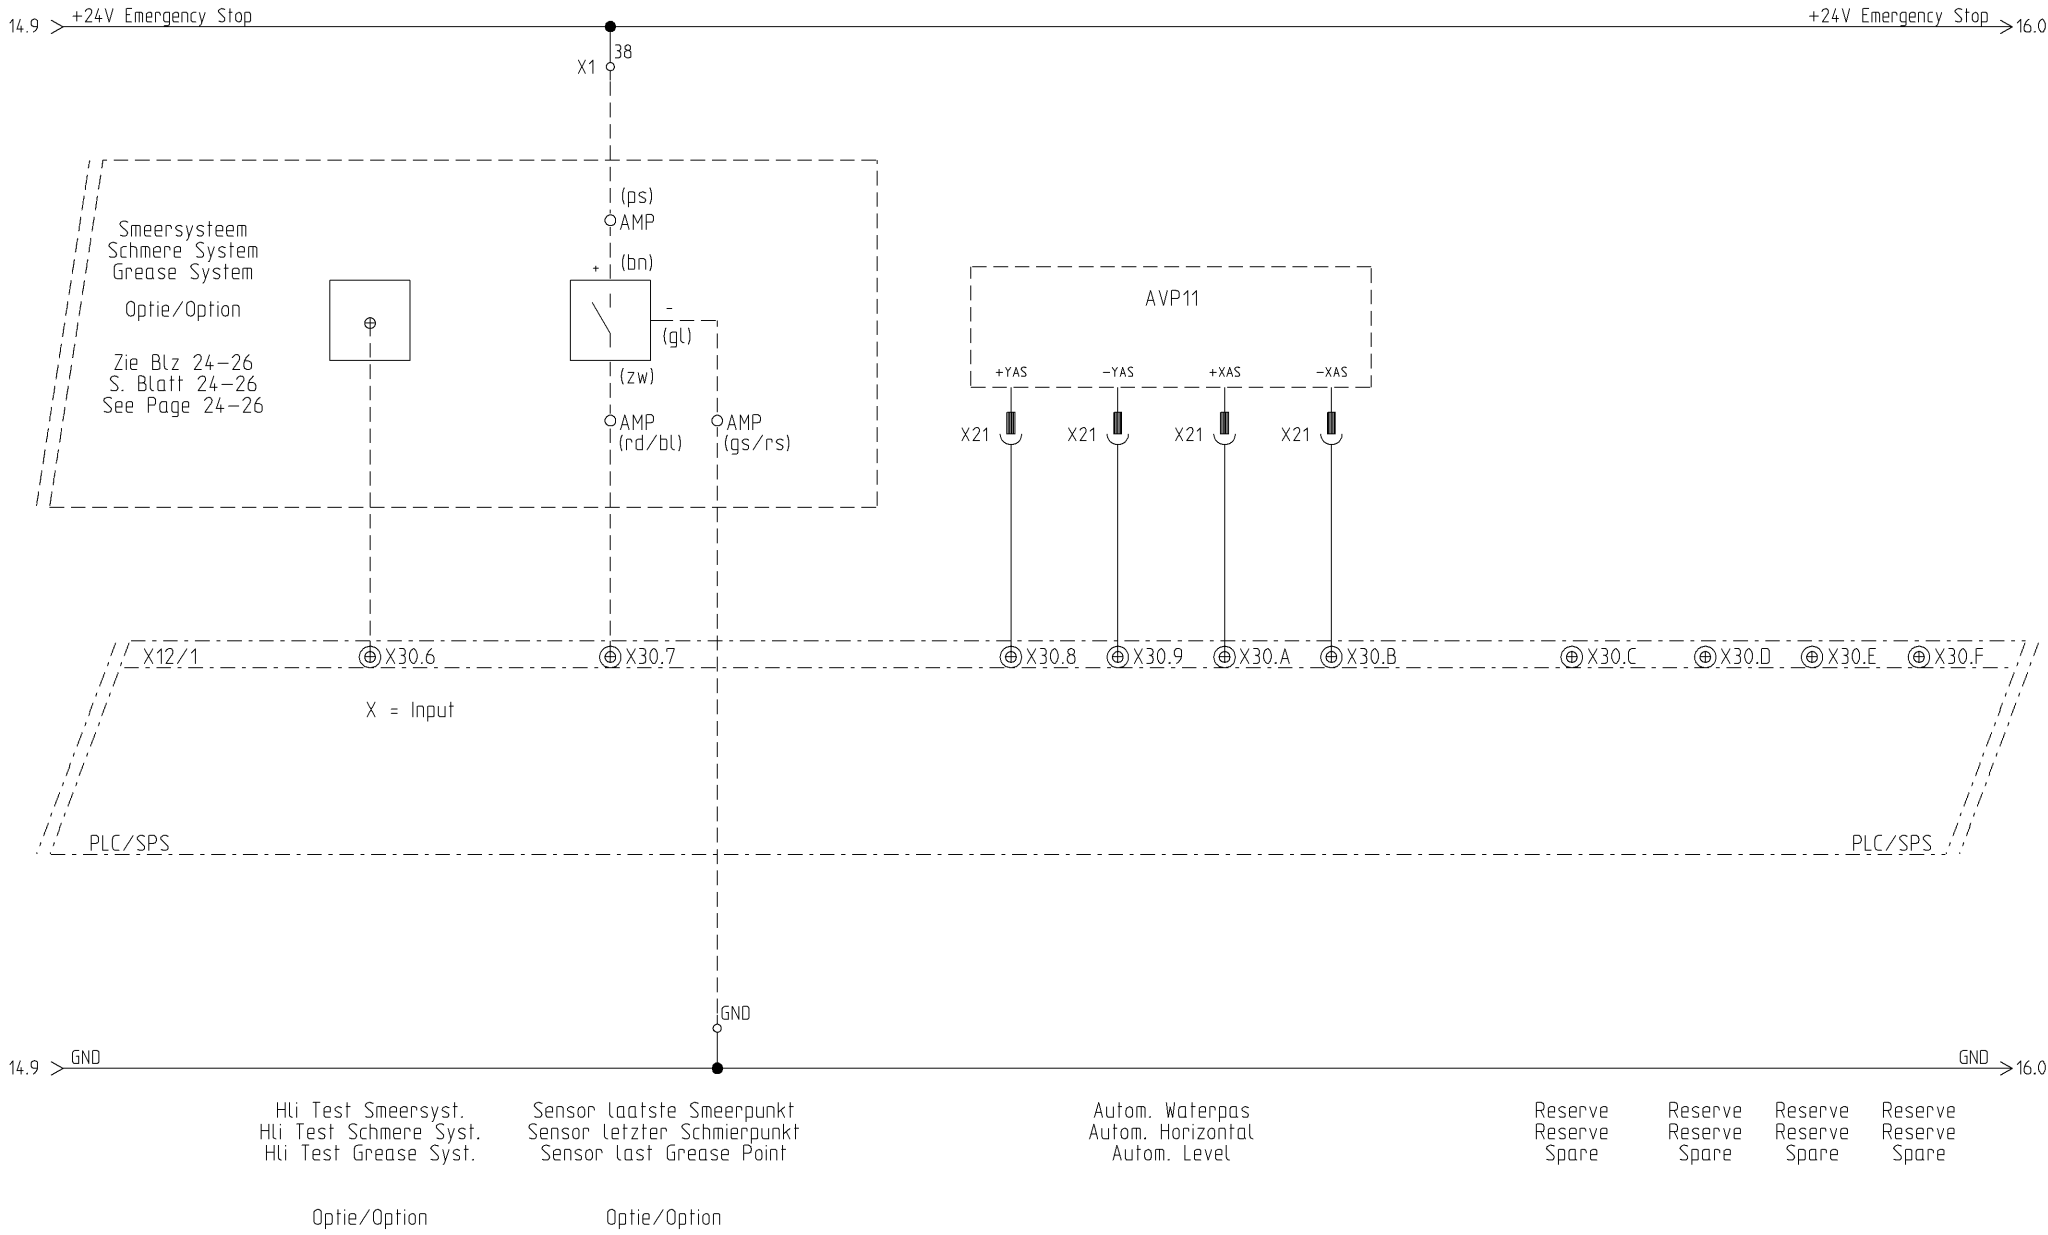 14.9 +24V Emergency Stop +24V Emergency Stop 16.0
38
X1
(ps)
AMP
Smeersysteem
Schmere System
Grease System
Optie/Option
Zie Blz 24-26
S. Blatt 24-26
See Page 24-26
+ (bn)
-
(gl)
(zw)
AMP
(rd/bl)
AMP
(gs/rs)
AVP11
+YAS -YAS +XAS -XAS
X21 X21 X21 X21
X12/1 X30.6 X30.7 X30.8 X30.9 X30.A X30.B X30.C X30.D X30.E X30.F
X = Input
PLC/SPS PLC/SPS
GND
14.9 GND GND 16.0
Hli Test Smeersyst.
Hli Test Schmere Syst.
Hli Test Grease Syst.
Optie/Option
Sensor laatste Smeerpunkt
Sensor letzter Schmierpunkt
Sensor last Grease Point
Optie/Option
Autom. Waterpas
Autom. Horizontal
Autom. Level
Reserve Reserve Reserve Reserve
Reserve Reserve Reserve Reserve
Spare Spare Spare Spare